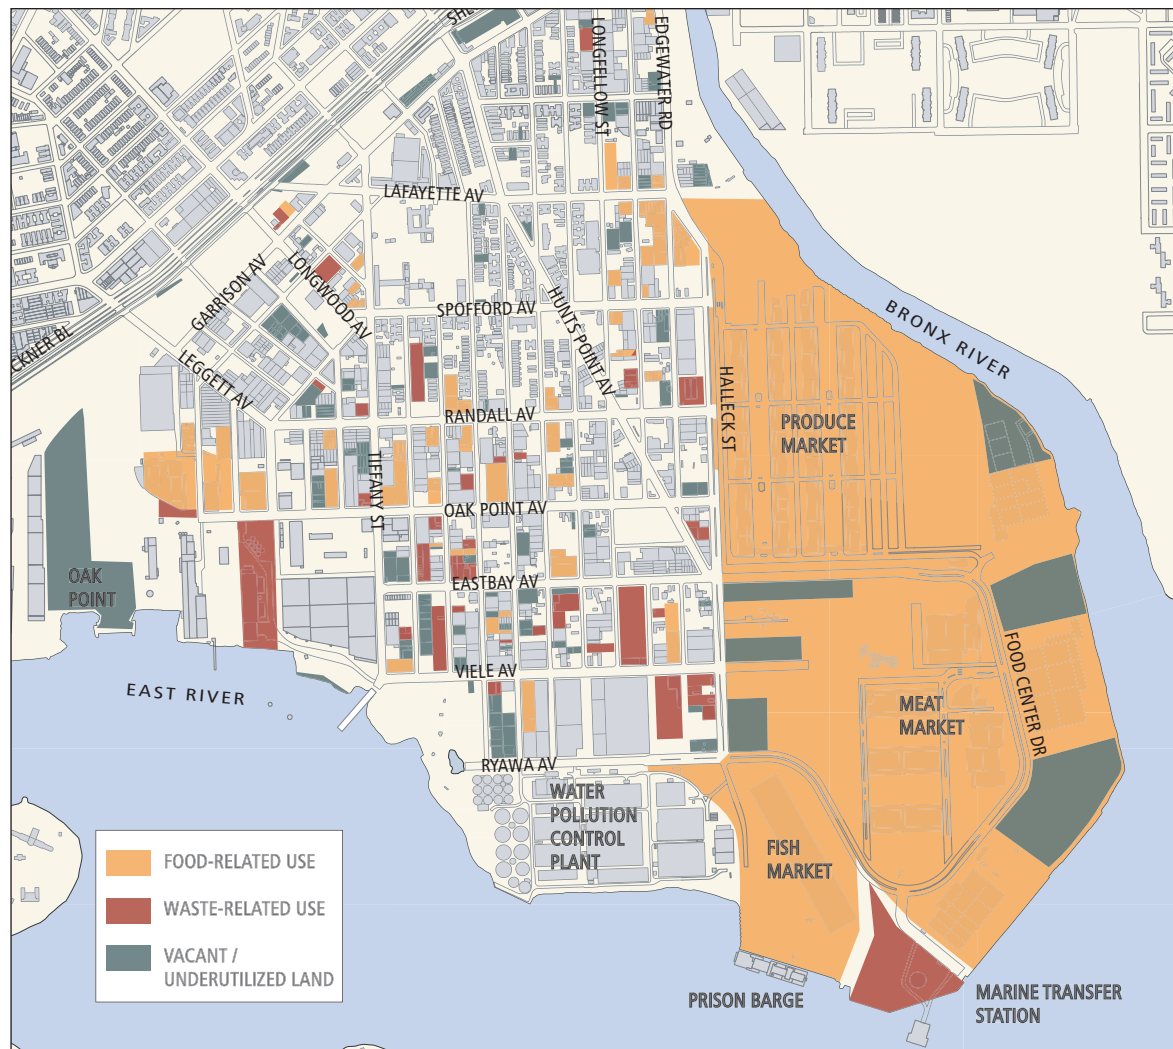 SHE
LONGFELLOW ST
EDGEWATER RD
LAFAYETTE AV
GARRISON AV
LONGWOOD AV
SPOFFORD AV
HUNTS POINT AV
BRONX RIVER
CKNER BL
LEGGETT AV
RANDALL AV
HALLECK ST
PRODUCE
MARKET
TIFFANY ST
OAK POINT AV
OAK
POINT
EASTBAY AV
FOOD CENTER DR
EAST RIVER
VIELE AV
MEAT
MARKET
RYAWA AV
WATER
POLLUTION
CONTROL
PLANT
FISH
MARKET
FOOD-RELATED USE
WASTE-RELATED USE
VACANT /
UNDERUTILIZED LAND
PRISON BARGE
MARINE TRANSFER
STATION